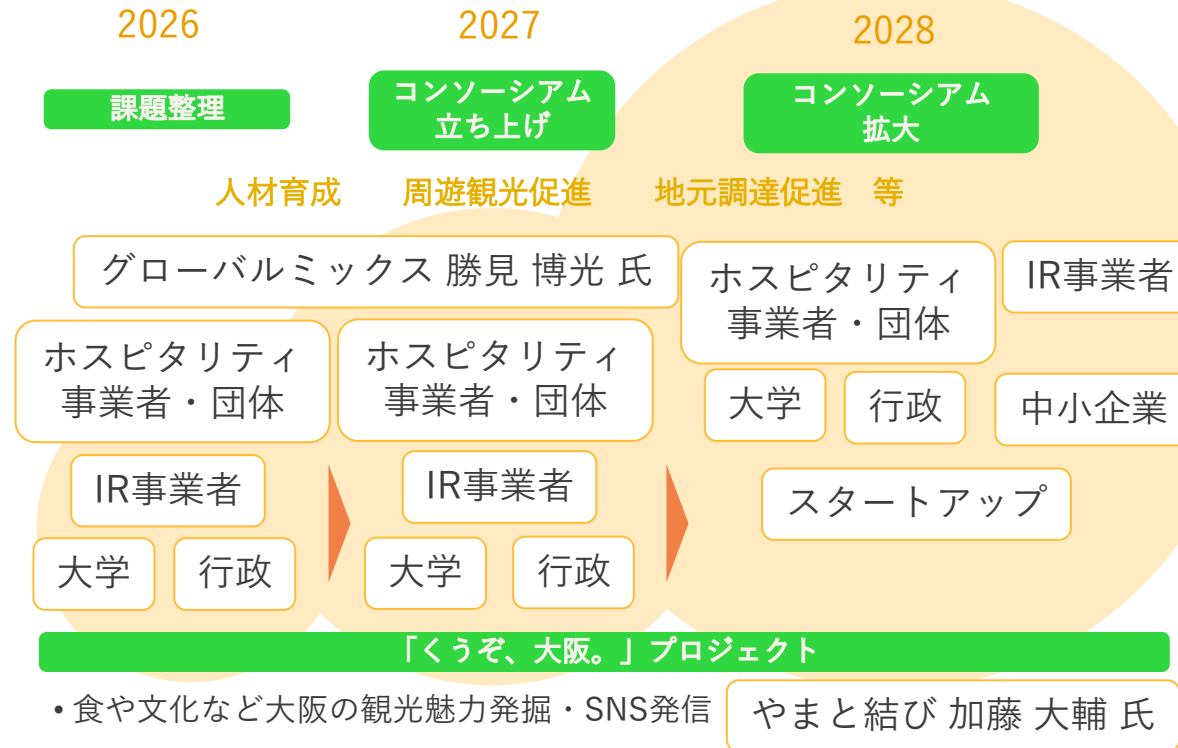 2026
2027
2028
課題整理
コンソーシアム
立ち上げ
コンソーシアム
拡大
人材育成 周遊観光促進 地元調達促進 等
グローバルミックス 勝見 博光 氏
ホスピタリティ
事業者・団体
IR事業者
大学
行政
ホスピタリティ
事業者・団体
IR事業者
大学
行政
ホスピタリティ
事業者・団体
IR事業者
大学
行政
中小企業
スタートアップ
「くうぞ、大阪。」プロジェクト
• 食や文化など大阪の観光魅力発掘・SNS発信
やまと結び 加藤 大輔 氏